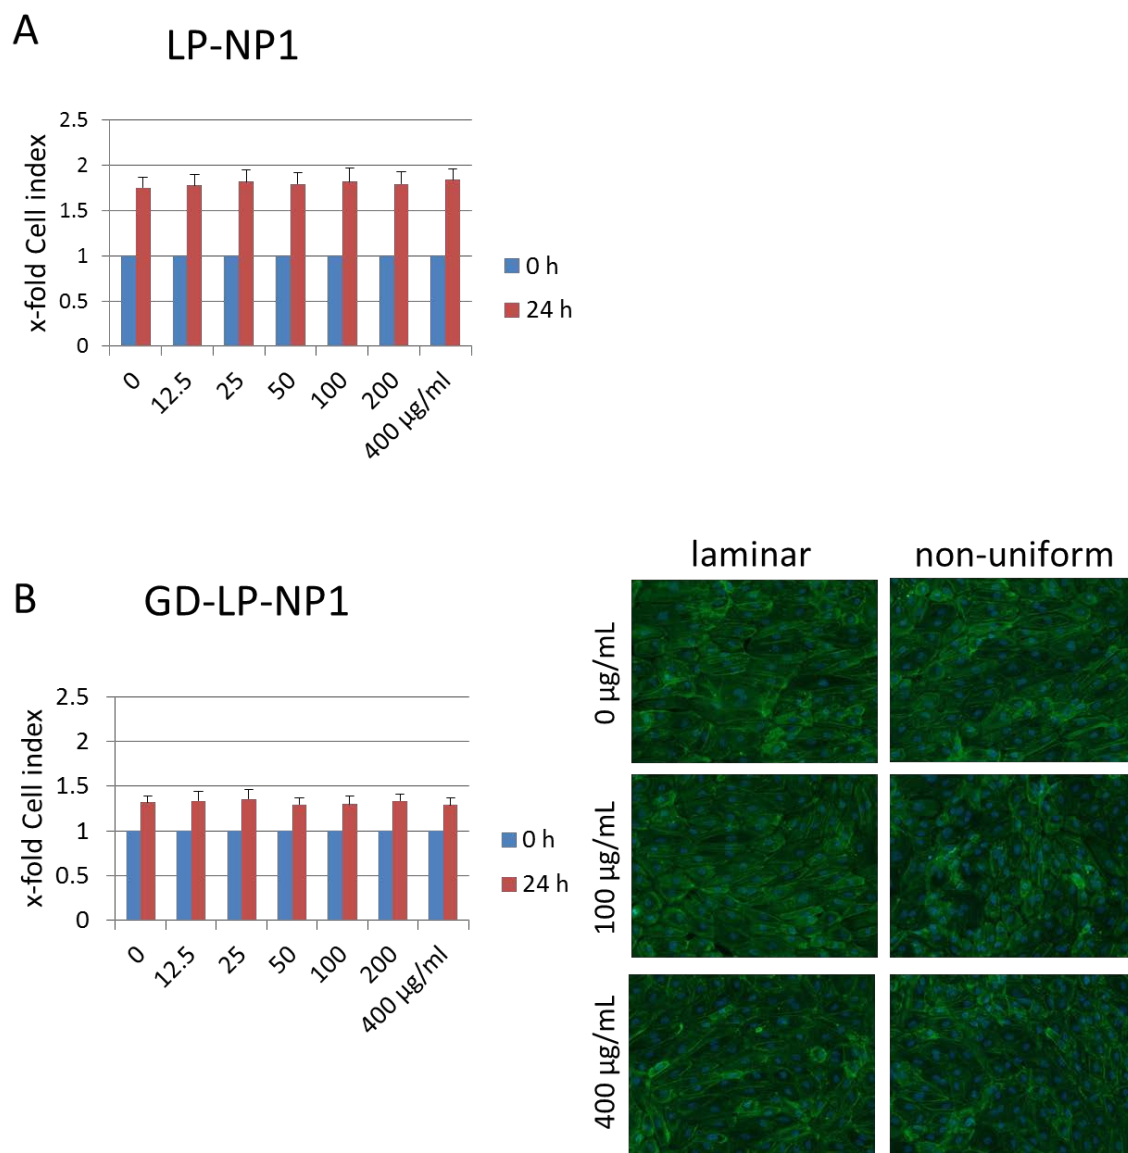 A
LP-NP1
x-fold Cell index
2.5
2
1.5
1
0.5
0
0
12.5
25
50
100
200
400 µg/ml
0 h
24 h
B
GD-LP-NP1
x-fold Cell index
2.5
2
1.5
1
0.5
0
0
12.5
25
50
100
200
400 µg/ml
0 h
24 h
laminar
non-uniform
0 µg/mL
100 µg/mL
400 µg/mL